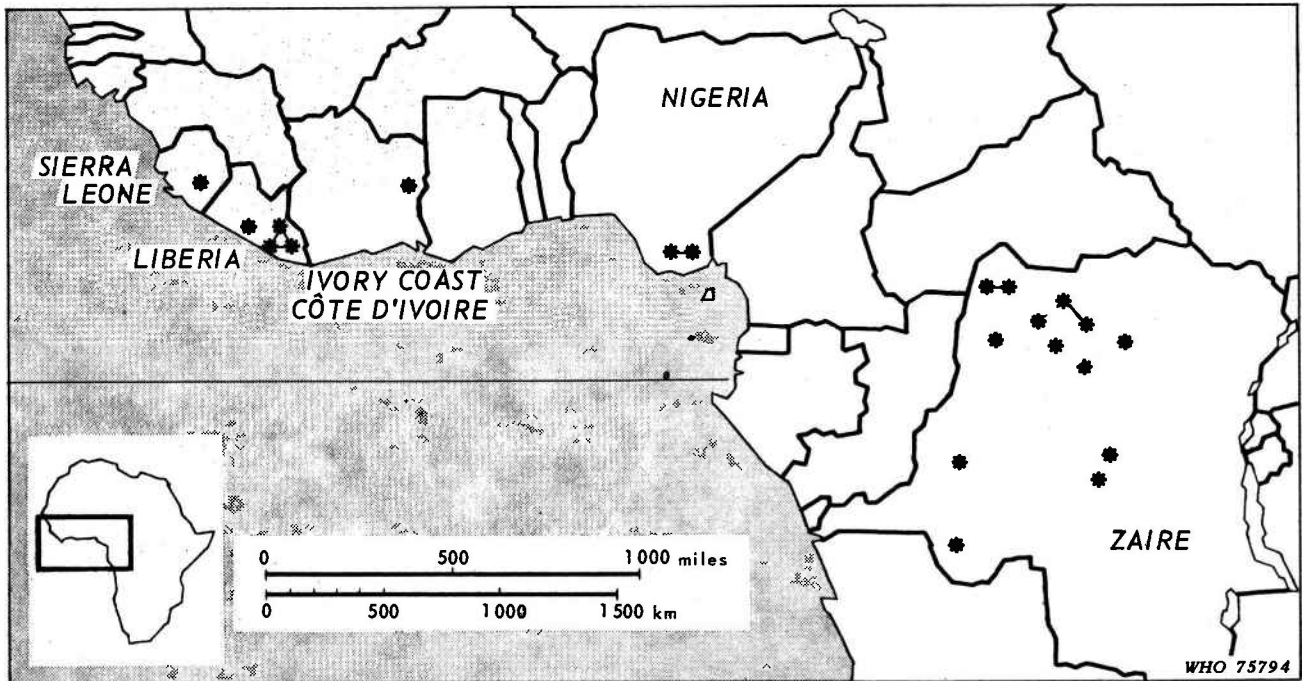 NIGERIA
SIERRA
LEONE
LIBERIA
IVORY COAST
CÔTE D'IVOIRE
ZAIRE
0 500 1000 miles
0 500 1000 1500 km
WHO 75794